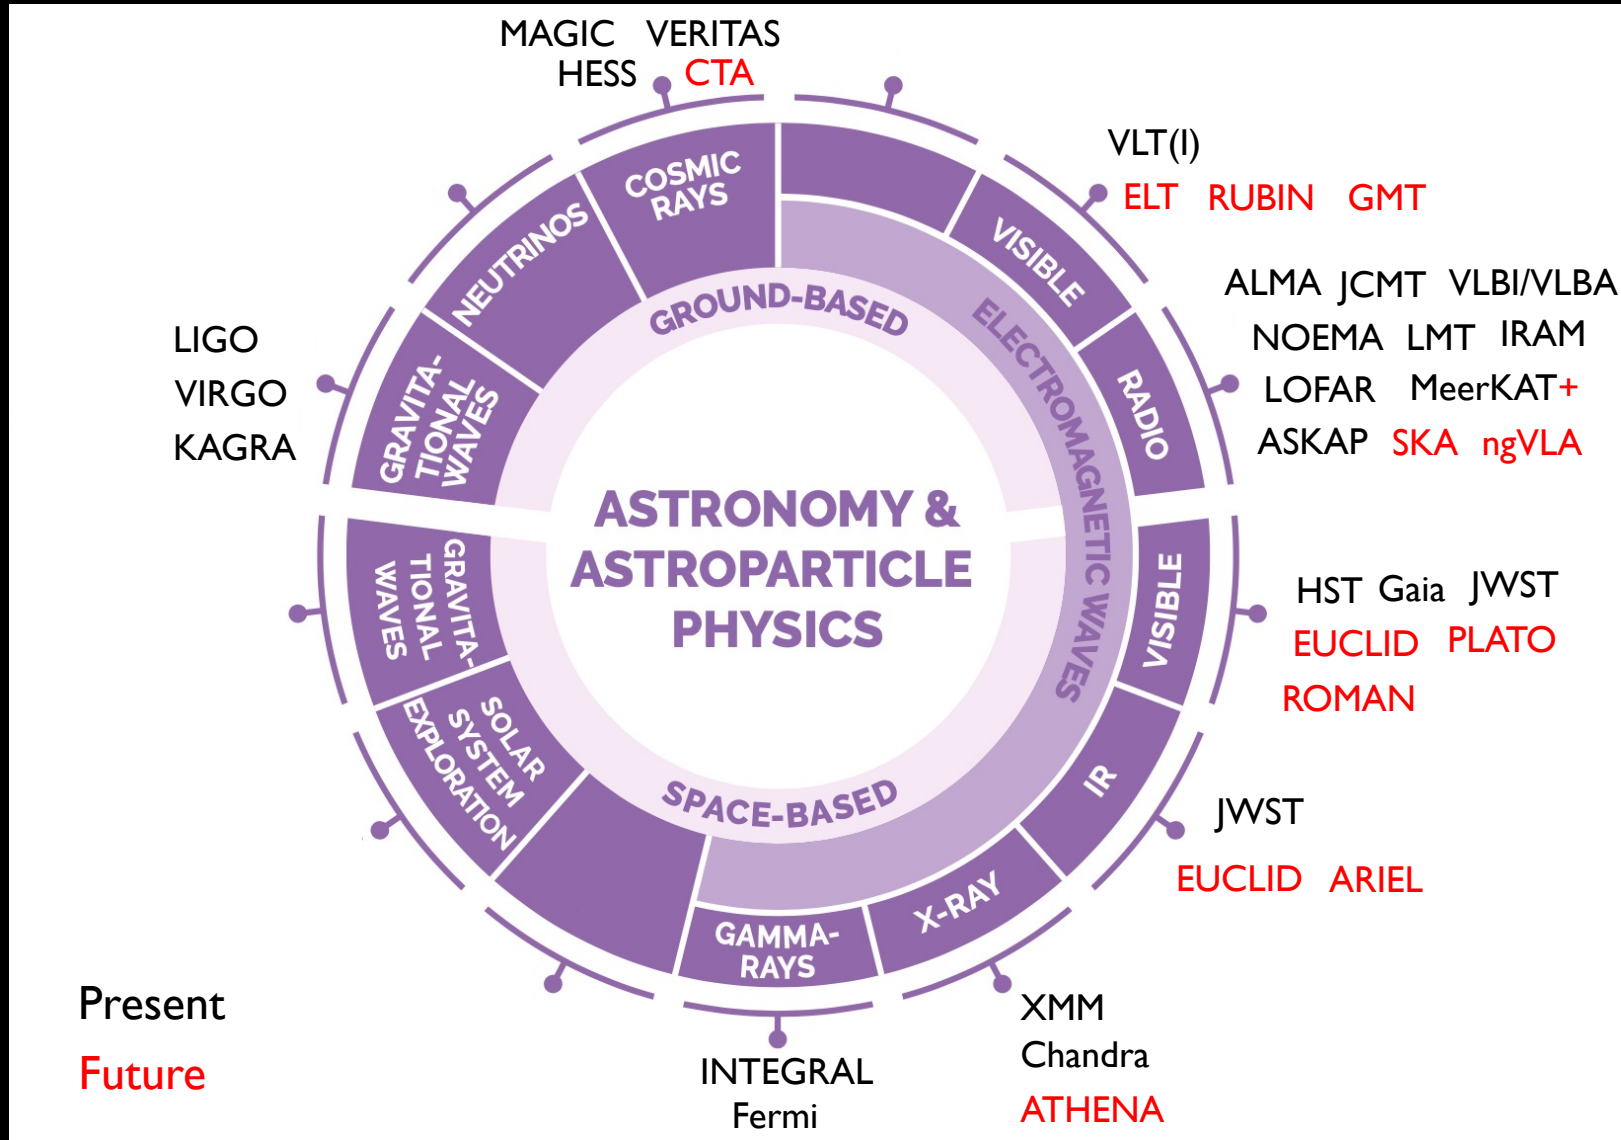 MAGIC VERITAS
HESS CTA
VLT(I)
ELT RUBIN GMT
COSMIC
RAYS
NEUTRINOS
VISIBLE
ALMA JCMT VLBI/VLBA
NOEMA LMT IRAM
LOFAR MeerKAT+
ASKAP SKA ngVLA
RADIO
LIGO
VIRGO
KAGRA
GRAVITA-
TIONAL
WAVES
GROUND-BASED
ELECTROMAGNETIC WAVES
ASTRONOMY &
ASTROPARTICLE
PHYSICS
GRAVITA-
TIONAL
WAVES
VISIBLE
HST Gaia JWST
EUCLID PLATO
ROMAN
SOLAR
SYSTEM
EXPLORATION
SPACE-BASED
IR
JWST
EUCLID ARIEL
X-RAY
GAMMA-
RAYS
XMM
Chandra
ATHENA
INTEGRAL
Fermi
Present
Future